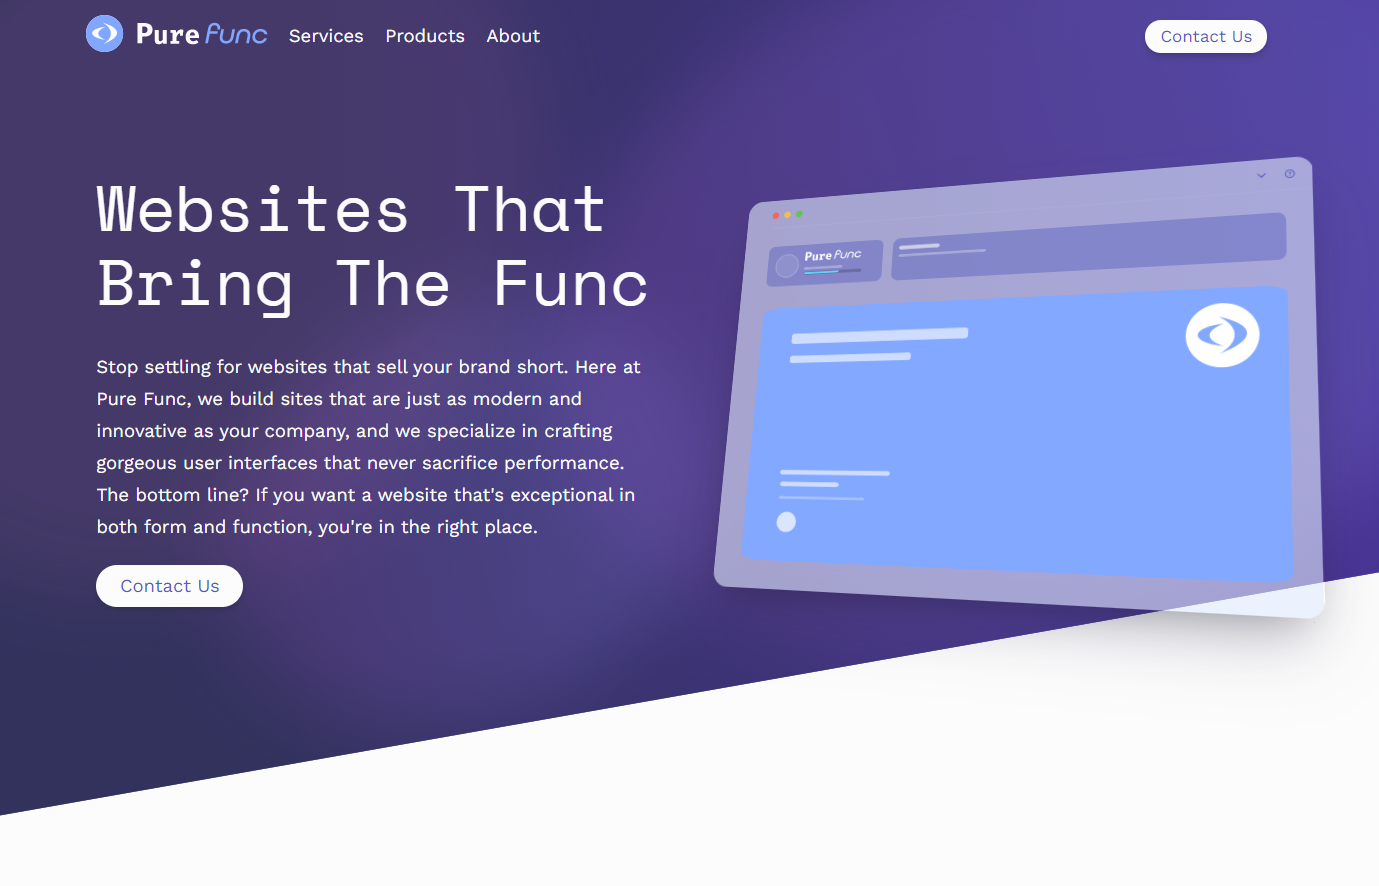 Pure Func Services Products About Contact Us
Websites That
Bring The Func
Stop settling for websites that sell your brand short. Here at
Pure Func, we build sites that are just as modern and
innovative as your company, and we specialize in crafting
gorgeous user interfaces that never sacrifice performance.
The bottom line? If you want a website that's exceptional in
both form and function, you're in the right place.
Contact Us
Pure Func